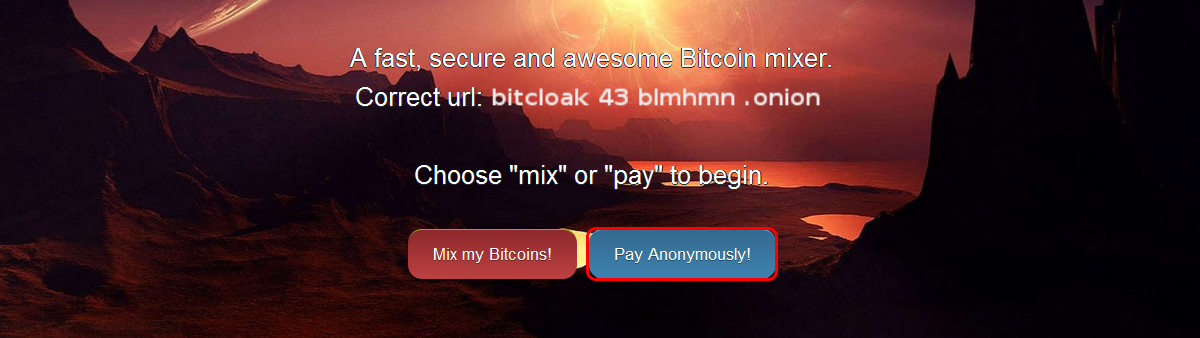 A fast, secure and awesome Bitcoin mixer.
Correct url: bitcloak 43 blmhmn .onion
Choose "mix" or "pay" to begin.
Mix my Bitcoins! Pay Anonymously!